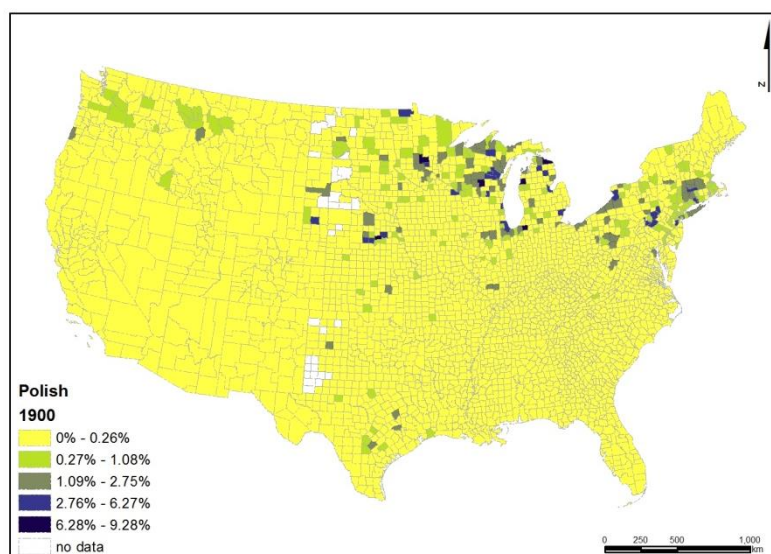 N
Polish
1900
0% - 0.26%
0.27% - 1.08%
1.09% - 2.75%
2.76% - 6.27%
6.28% - 9.28%
no data
0 250 500 1,000
km